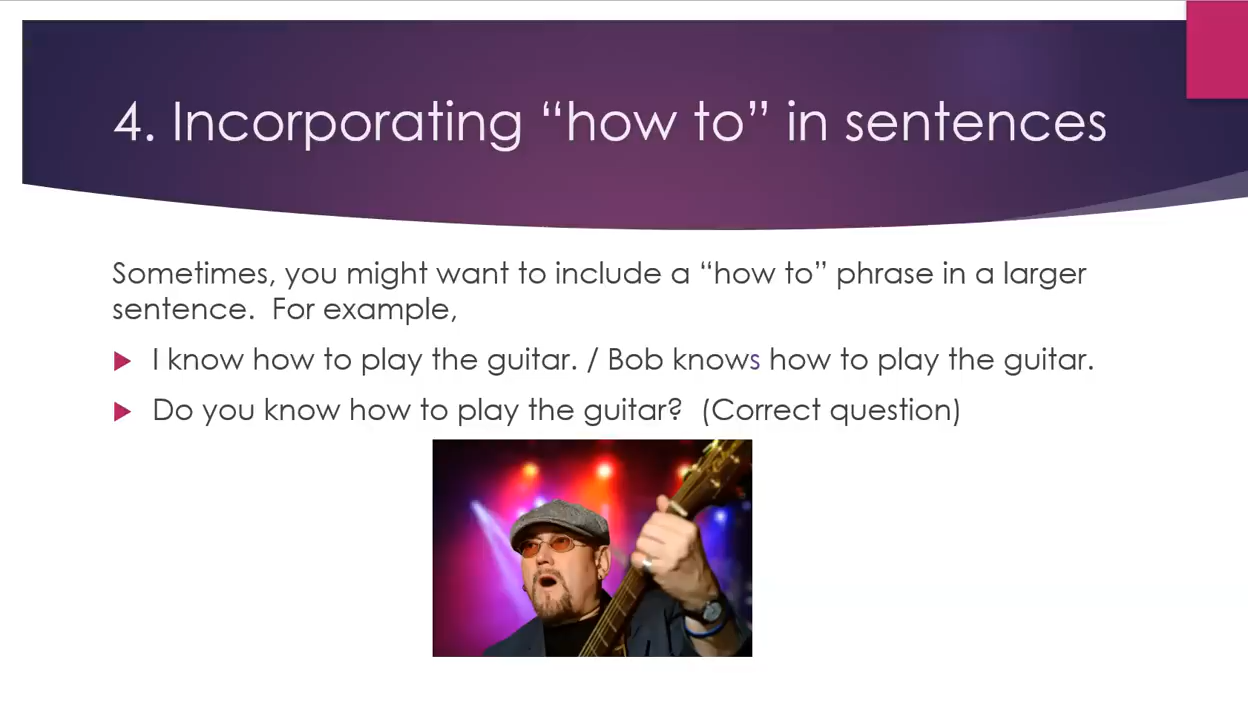 4. Incorporating “how to” in sentences
Sometimes, you might want to include a “how to” phrase in a larger
sentence.  For example,
I know how to play the guitar. / Bob knows how to play the guitar.
Do you know how to play the guitar?  (Correct question)